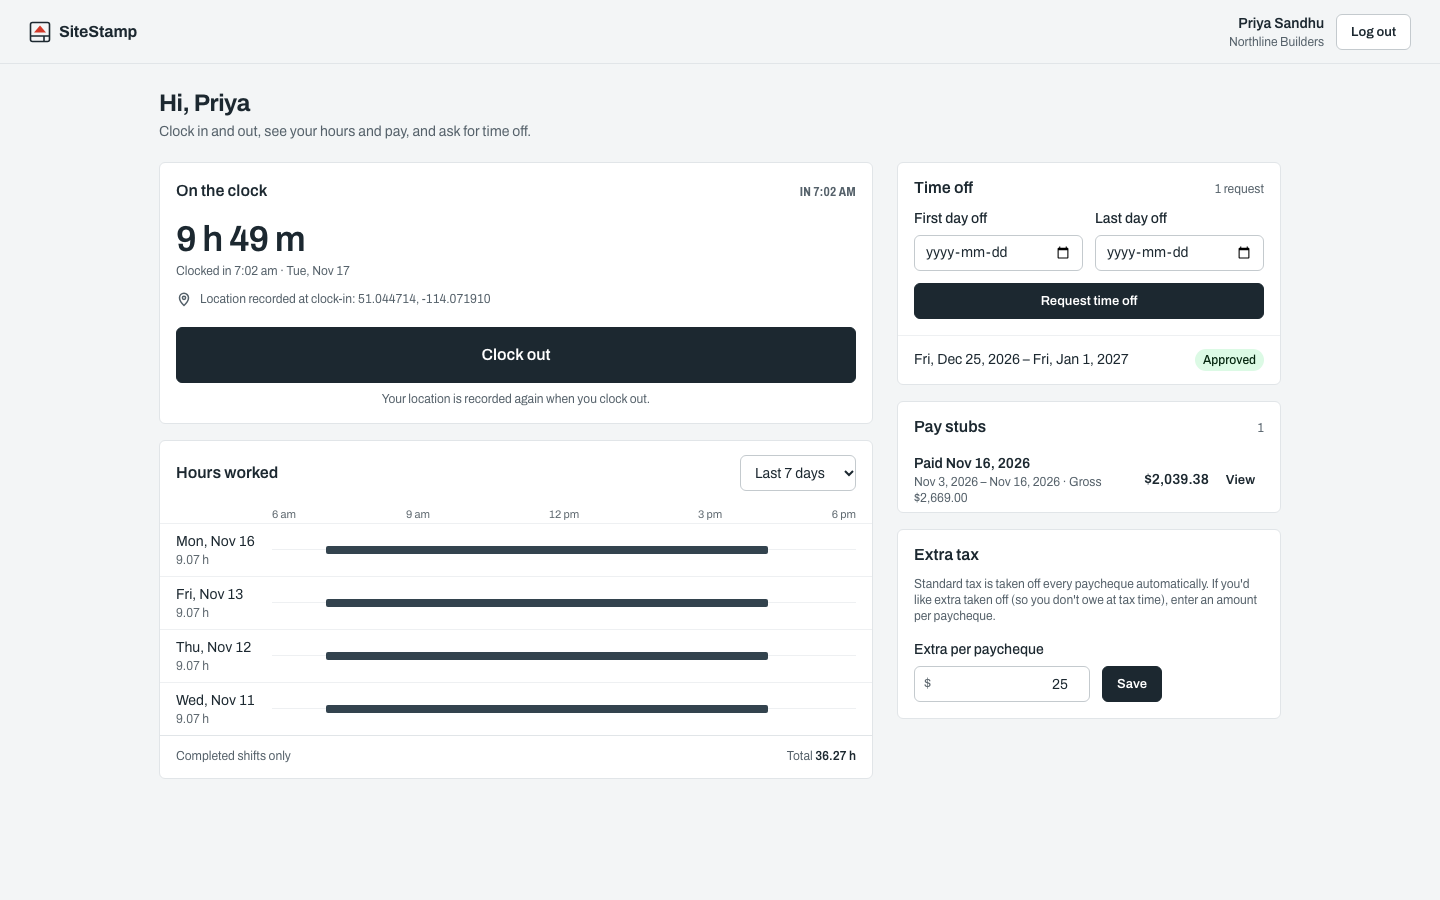 SiteStamp
Priya Sandhu
Northline Builders
Log out
Hi, Priya
Clock in and out, see your hours and pay, and ask for time off.
On the clock
IN 7:02 AM
9 h 49 m
Clocked in 7:02 am · Tue, Nov 17
Location recorded at clock-in: 51.044714, -114.071910
Clock out
Your location is recorded again when you clock out.
Hours worked
Last 7 days
6 am 9 am 12 pm 3 pm 6 pm
Mon, Nov 16
9.07 h
Fri, Nov 13
9.07 h
Thu, Nov 12
9.07 h
Wed, Nov 11
9.07 h
Completed shifts only
Total 36.27 h
Time off
1 request
First day off Last day off
yyyy-mm-dd yyyy-mm-dd
Request time off
Fri, Dec 25, 2026 – Fri, Jan 1, 2027
Approved
Pay stubs
1
Paid Nov 16, 2026
Nov 3, 2026 – Nov 16, 2026 · Gross
$2,669.00
$2,039.38 View
Extra tax
Standard tax is taken off every paycheque automatically. If you'd
like extra taken off (so you don't owe at tax time), enter an amount
per paycheque.
Extra per paycheque
$ 25
Save